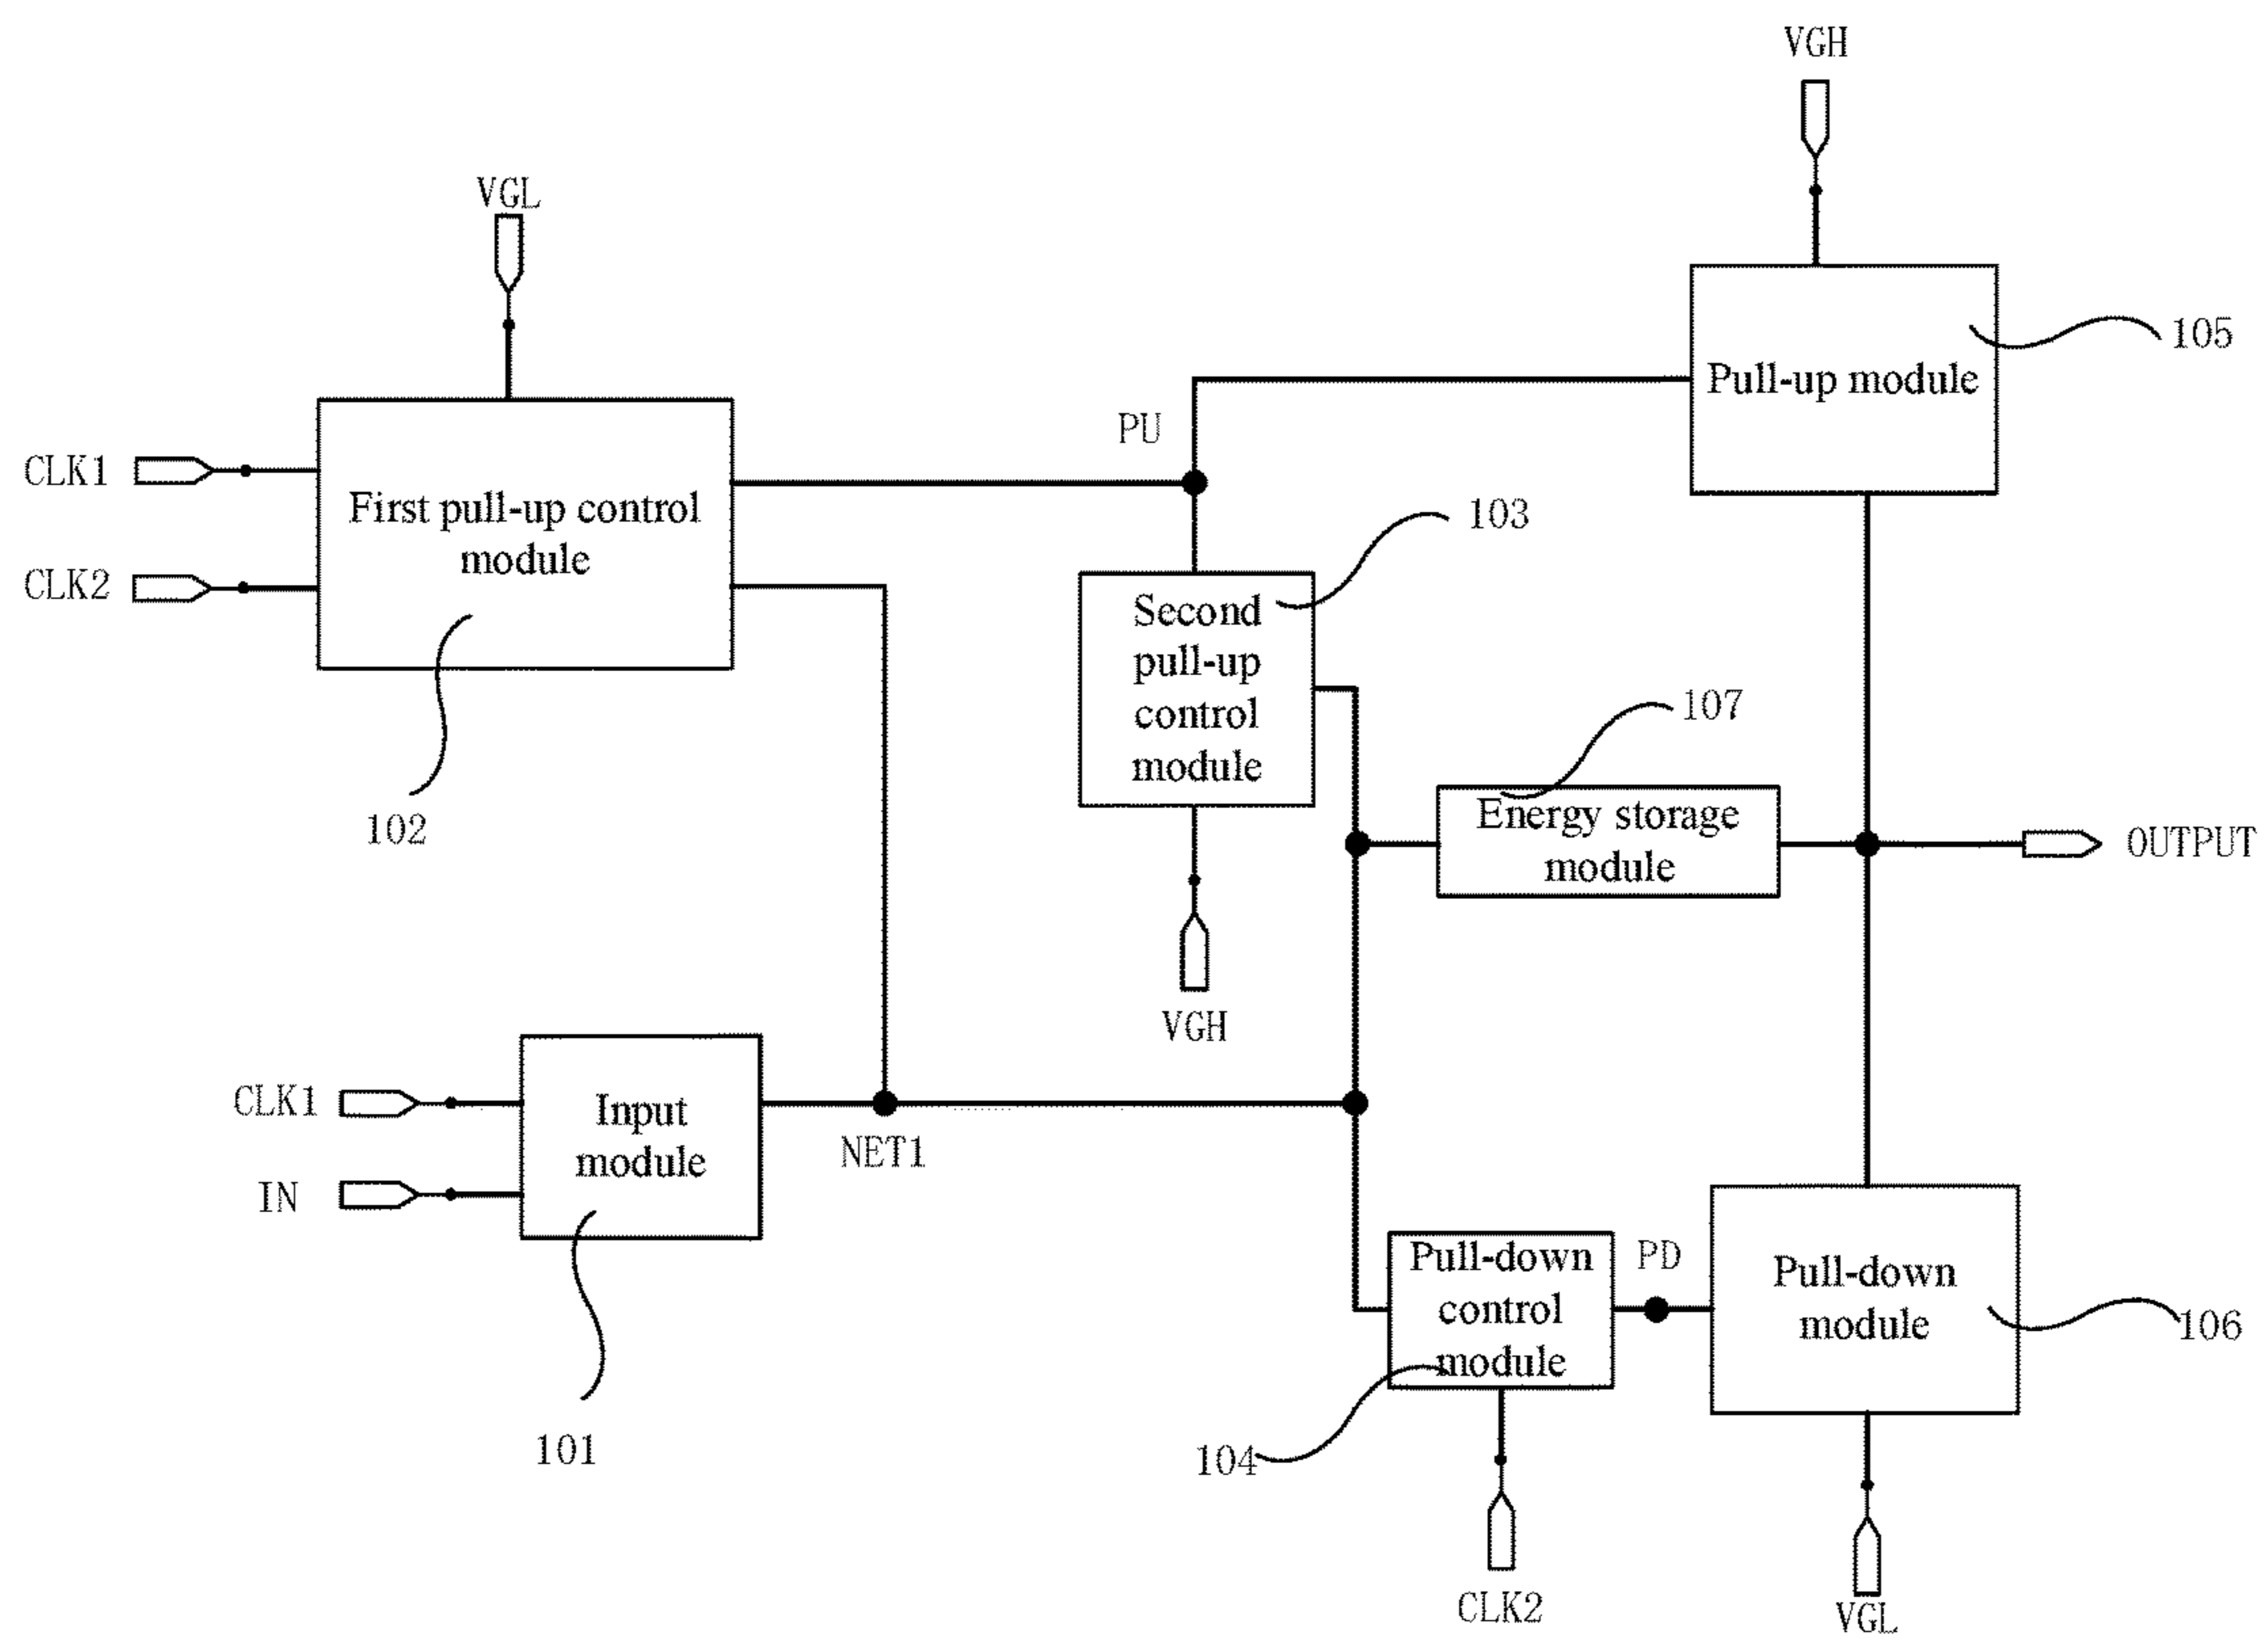 VGH
VGL
105
Pull-up module
PU
CLK1
First pull-up control
module
CLK2
103
Second
pull-up
control
module
107
102
Energy storage
module
OUTPUT
VGH
CLK1
Input
module
IN
NET1
Pull-down
control
module
PD
Pull-down
module
106
101
104
CLK2
VGL